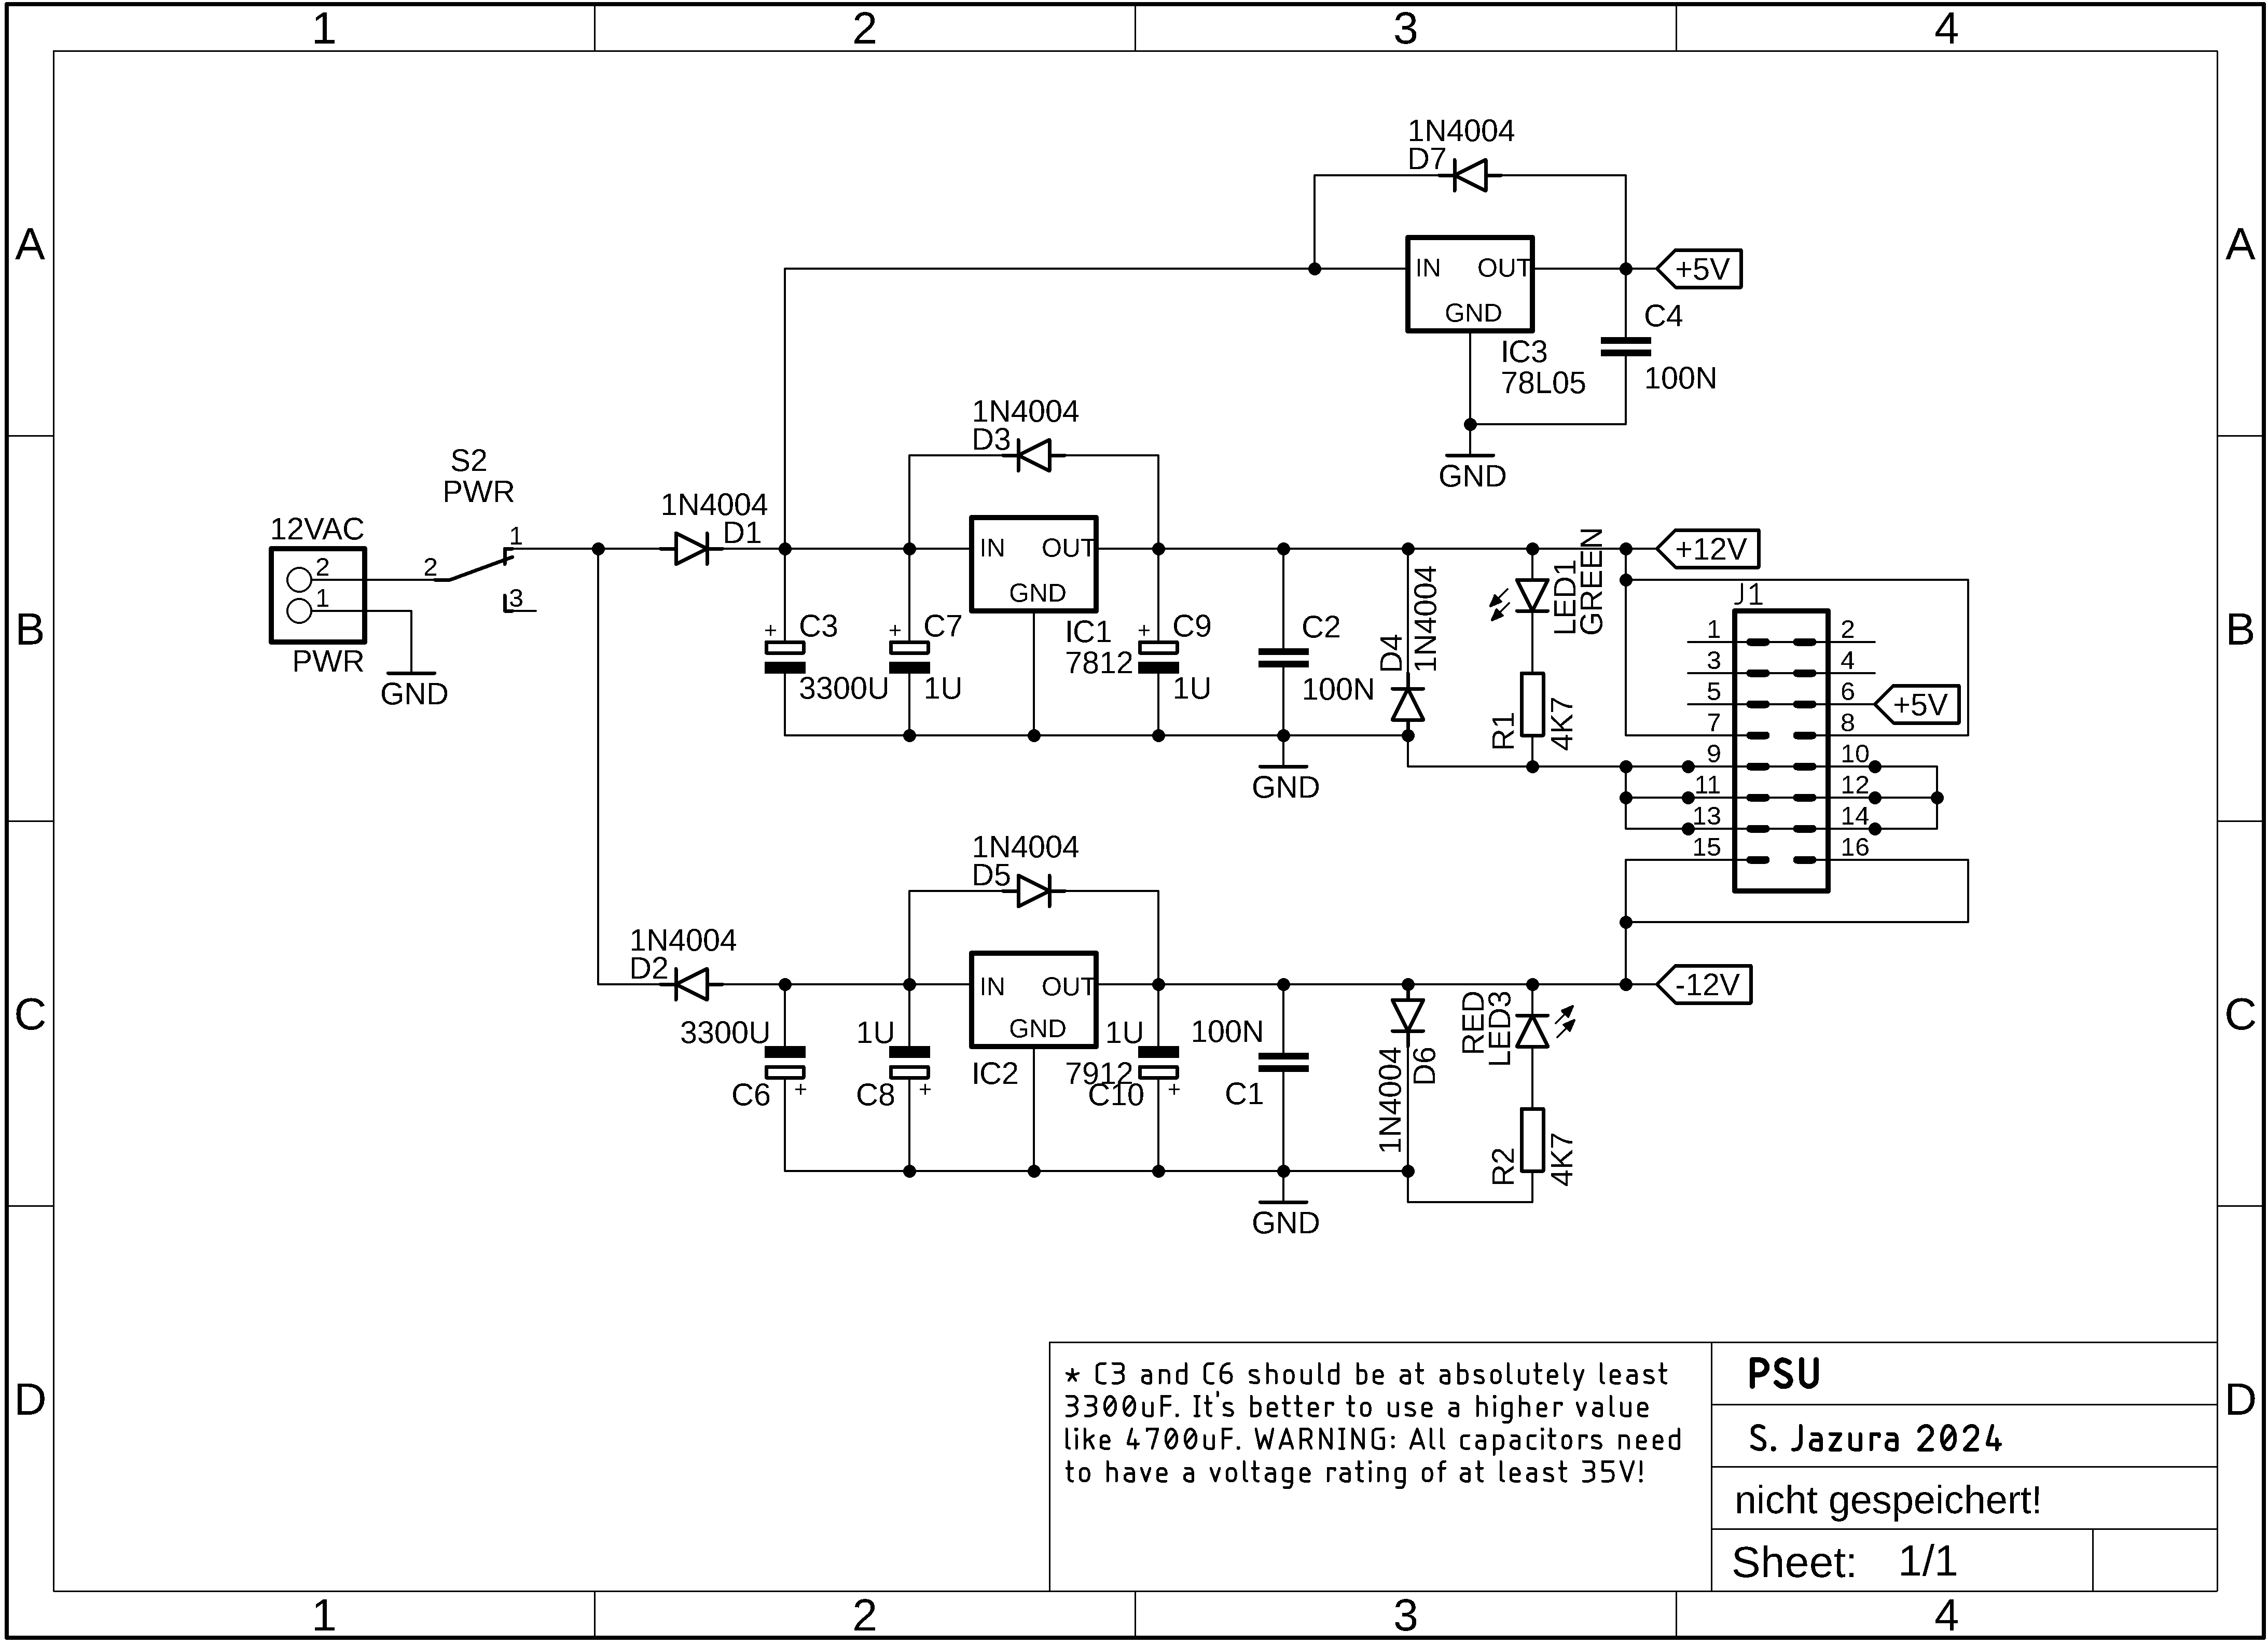 1 2 3 4
1N4004
D7
A A
IN OUT +5V
GND C4
IC3
78L05 100N
1N4004
D3
GND
S2
PWR
1N4004
D1
12VAC 1
2 2
1 3
PWR
GND
IN OUT
GND
IC1
7812
+ C3
3300U
+ C7
1U
+ C9
1U
C2
100N
GND
D4
1N4004
LED1
GREEN
R1
4K7
+12V
J1
1 2
3 4
5 6 +5V
7 8
9 10
11 12
13 14
15 16
B B
1N4004
D5
1N4004
D2
IN OUT
GND
IC2 7912
3300U
C6 +
1U
C8 +
1U
C10 +
100N
C1
GND
1N4004
D6
RED
LED3
R2
4K7
-12V
C C
* C3 and C6 should be at absolutely least
3300uF. It's better to use a higher value
like 4700uF. WARNING: All capacitors need
to have a voltage rating of at least 35V!
PSU
S. Jazura 2024
nicht gespeichert!
Sheet: 1/1
D D
1 2 3 4